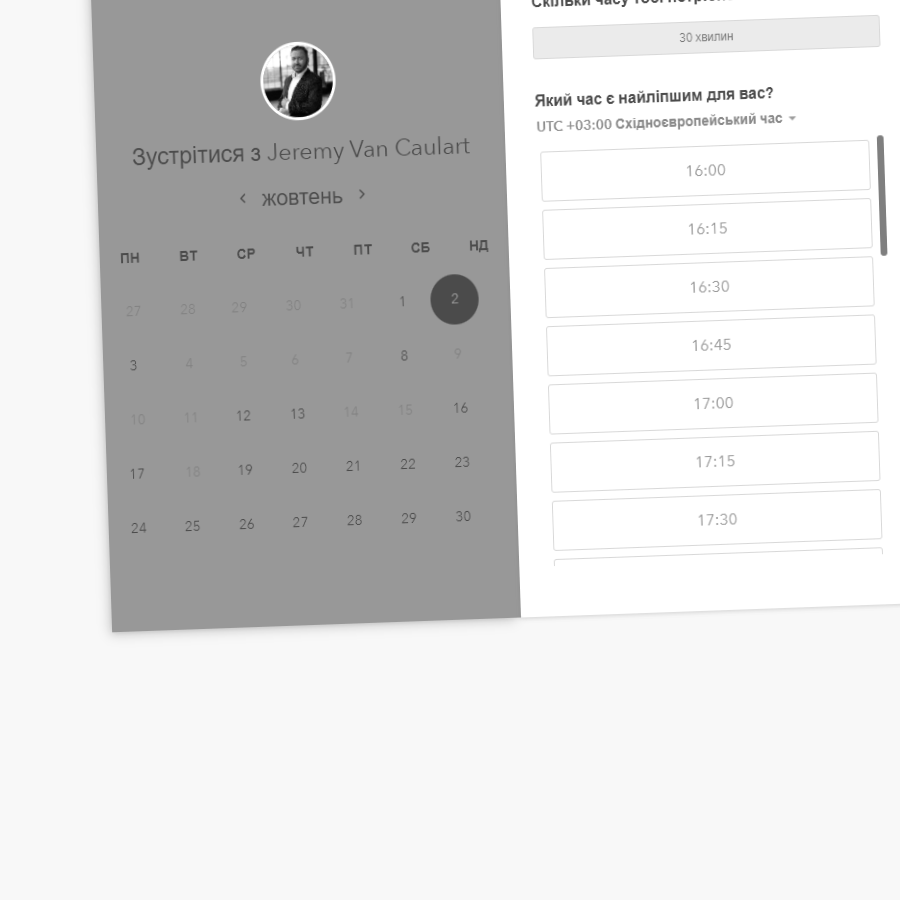 Зустрітися з Jeremy Van Caulart
‹ жовтень ›
ПН ВТ СР ЧТ ПТ СБ НД
27 28 29 30 31 1 2
3 4 5 6 7 8 9
10 11 12 13 14 15 16
17 18 19 20 21 22 23
24 25 26 27 28 29 30
Скільки часу тобі
30 хвилин
Який час є найліпшим для вас?
UTC +03:00 Східноєвропейський час
16:00
16:15
16:30
16:45
17:00
17:15
17:30